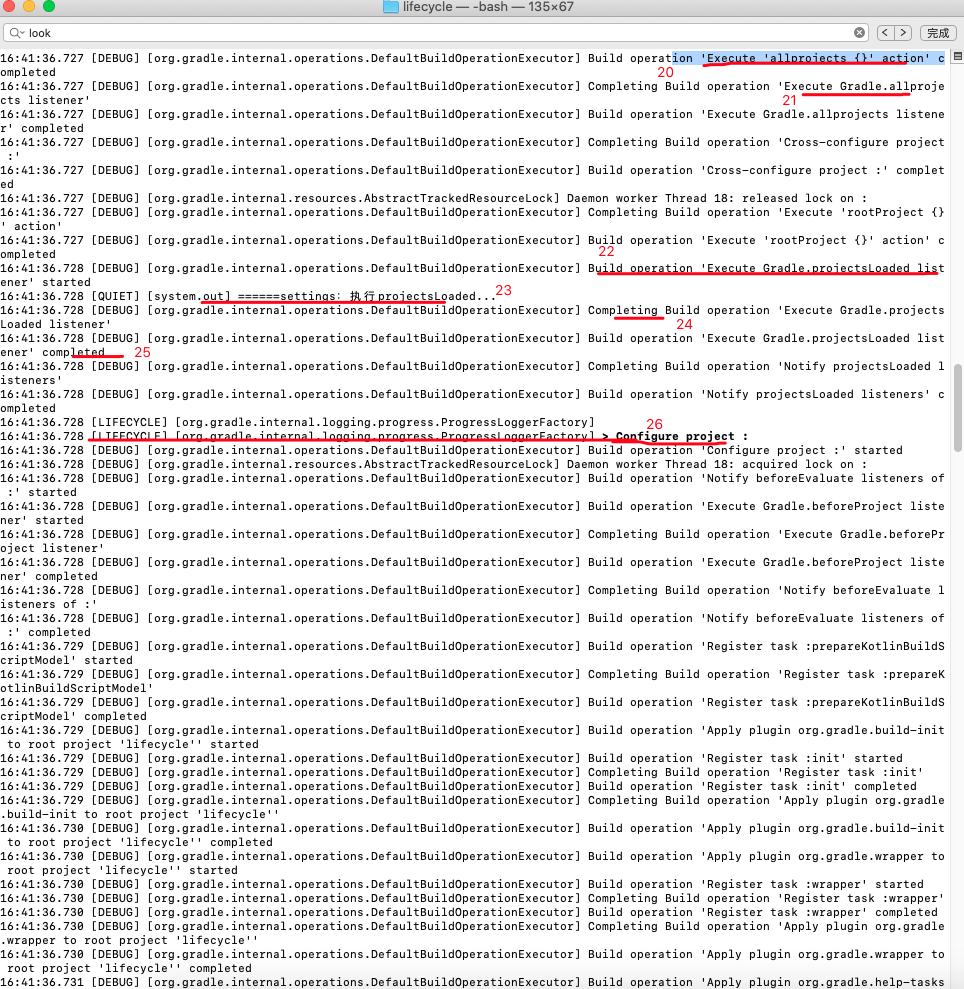 lifecycle — -bash — 135×67
look
完成
16:41:36.727 [DEBUG] [org.gradle.internal.operations.DefaultBuildOperationExecutor] Build operation 'Execute 'allprojects {}' action' c
ompleted
20
16:41:36.727 [DEBUG] [org.gradle.internal.operations.DefaultBuildOperationExecutor] Completing Build operation 'Execute Gradle.allproje
cts listener'
21
16:41:36.727 [DEBUG] [org.gradle.internal.operations.DefaultBuildOperationExecutor] Build operation 'Execute Gradle.allprojects listene
r' completed
16:41:36.727 [DEBUG] [org.gradle.internal.operations.DefaultBuildOperationExecutor] Completing Build operation 'Cross-configure project
 :'
16:41:36.727 [DEBUG] [org.gradle.internal.operations.DefaultBuildOperationExecutor] Build operation 'Cross-configure project :' complet
ed
16:41:36.727 [DEBUG] [org.gradle.internal.resources.AbstractTrackedResourceLock] Daemon worker Thread 18: released lock on :
16:41:36.727 [DEBUG] [org.gradle.internal.operations.DefaultBuildOperationExecutor] Completing Build operation 'Execute 'rootProject {}
' action'
16:41:36.727 [DEBUG] [org.gradle.internal.operations.DefaultBuildOperationExecutor] Build operation 'Execute 'rootProject {}' action' c
ompleted
22
16:41:36.728 [DEBUG] [org.gradle.internal.operations.DefaultBuildOperationExecutor] Build operation 'Execute Gradle.projectsLoaded list
ener' started
16:41:36.728 [QUIET] [system.out] ======settings: 执行projectsLoaded...
23
16:41:36.728 [DEBUG] [org.gradle.internal.operations.DefaultBuildOperationExecutor] Completing Build operation 'Execute Gradle.projects
Loaded listener'
24
16:41:36.728 [DEBUG] [org.gradle.internal.operations.DefaultBuildOperationExecutor] Build operation 'Execute Gradle.projectsLoaded list
ener' completed
25
16:41:36.728 [DEBUG] [org.gradle.internal.operations.DefaultBuildOperationExecutor] Completing Build operation 'Notify projectsLoaded l
isteners'
16:41:36.728 [DEBUG] [org.gradle.internal.operations.DefaultBuildOperationExecutor] Build operation 'Notify projectsLoaded listeners' c
ompleted
16:41:36.728 [LIFECYCLE] [org.gradle.internal.logging.progress.ProgressLoggerFactory]
26
16:41:36.728 [LIFECYCLE] [org.gradle.internal.logging.progress.ProgressLoggerFactory] > Configure project :
16:41:36.728 [DEBUG] [org.gradle.internal.operations.DefaultBuildOperationExecutor] Build operation 'Configure project :' started
16:41:36.728 [DEBUG] [org.gradle.internal.resources.AbstractTrackedResourceLock] Daemon worker Thread 18: acquired lock on :
16:41:36.728 [DEBUG] [org.gradle.internal.operations.DefaultBuildOperationExecutor] Build operation 'Notify beforeEvaluate listeners of
 :' started
16:41:36.728 [DEBUG] [org.gradle.internal.operations.DefaultBuildOperationExecutor] Build operation 'Execute Gradle.beforeProject liste
ner' started
16:41:36.728 [DEBUG] [org.gradle.internal.operations.DefaultBuildOperationExecutor] Completing Build operation 'Execute Gradle.beforePr
oject listener'
16:41:36.728 [DEBUG] [org.gradle.internal.operations.DefaultBuildOperationExecutor] Build operation 'Execute Gradle.beforeProject liste
ner' completed
16:41:36.728 [DEBUG] [org.gradle.internal.operations.DefaultBuildOperationExecutor] Completing Build operation 'Notify beforeEvaluate l
isteners of :'
16:41:36.728 [DEBUG] [org.gradle.internal.operations.DefaultBuildOperationExecutor] Build operation 'Notify beforeEvaluate listeners of
 :' completed
16:41:36.729 [DEBUG] [org.gradle.internal.operations.DefaultBuildOperationExecutor] Build operation 'Register task :prepareKotlinBuildS
criptModel' started
16:41:36.729 [DEBUG] [org.gradle.internal.operations.DefaultBuildOperationExecutor] Completing Build operation 'Register task :prepareK
otlinBuildScriptModel'
16:41:36.729 [DEBUG] [org.gradle.internal.operations.DefaultBuildOperationExecutor] Build operation 'Register task :prepareKotlinBuildS
criptModel' completed
16:41:36.729 [DEBUG] [org.gradle.internal.operations.DefaultBuildOperationExecutor] Build operation 'Apply plugin org.gradle.build-init
 to root project 'lifecycle'' started
16:41:36.729 [DEBUG] [org.gradle.internal.operations.DefaultBuildOperationExecutor] Build operation 'Register task :init' started
16:41:36.729 [DEBUG] [org.gradle.internal.operations.DefaultBuildOperationExecutor] Completing Build operation 'Register task :init'
16:41:36.729 [DEBUG] [org.gradle.internal.operations.DefaultBuildOperationExecutor] Build operation 'Register task :init' completed
16:41:36.729 [DEBUG] [org.gradle.internal.operations.DefaultBuildOperationExecutor] Completing Build operation 'Apply plugin org.gradle
.build-init to root project 'lifecycle''
16:41:36.730 [DEBUG] [org.gradle.internal.operations.DefaultBuildOperationExecutor] Build operation 'Apply plugin org.gradle.build-init
 to root project 'lifecycle'' completed
16:41:36.730 [DEBUG] [org.gradle.internal.operations.DefaultBuildOperationExecutor] Build operation 'Apply plugin org.gradle.wrapper to
 root project 'lifecycle'' started
16:41:36.730 [DEBUG] [org.gradle.internal.operations.DefaultBuildOperationExecutor] Build operation 'Register task :wrapper' started
16:41:36.730 [DEBUG] [org.gradle.internal.operations.DefaultBuildOperationExecutor] Completing Build operation 'Register task :wrapper'
16:41:36.730 [DEBUG] [org.gradle.internal.operations.DefaultBuildOperationExecutor] Build operation 'Register task :wrapper' completed
16:41:36.730 [DEBUG] [org.gradle.internal.operations.DefaultBuildOperationExecutor] Completing Build operation 'Apply plugin org.gradle
.wrapper to root project 'lifecycle''
16:41:36.730 [DEBUG] [org.gradle.internal.operations.DefaultBuildOperationExecutor] Build operation 'Apply plugin org.gradle.wrapper to
 root project 'lifecycle'' completed
16:41:36.731 [DEBUG] [org.gradle.internal.operations.DefaultBuildOperationExecutor] Build operation 'Apply plugin org.gradle.help-tasks